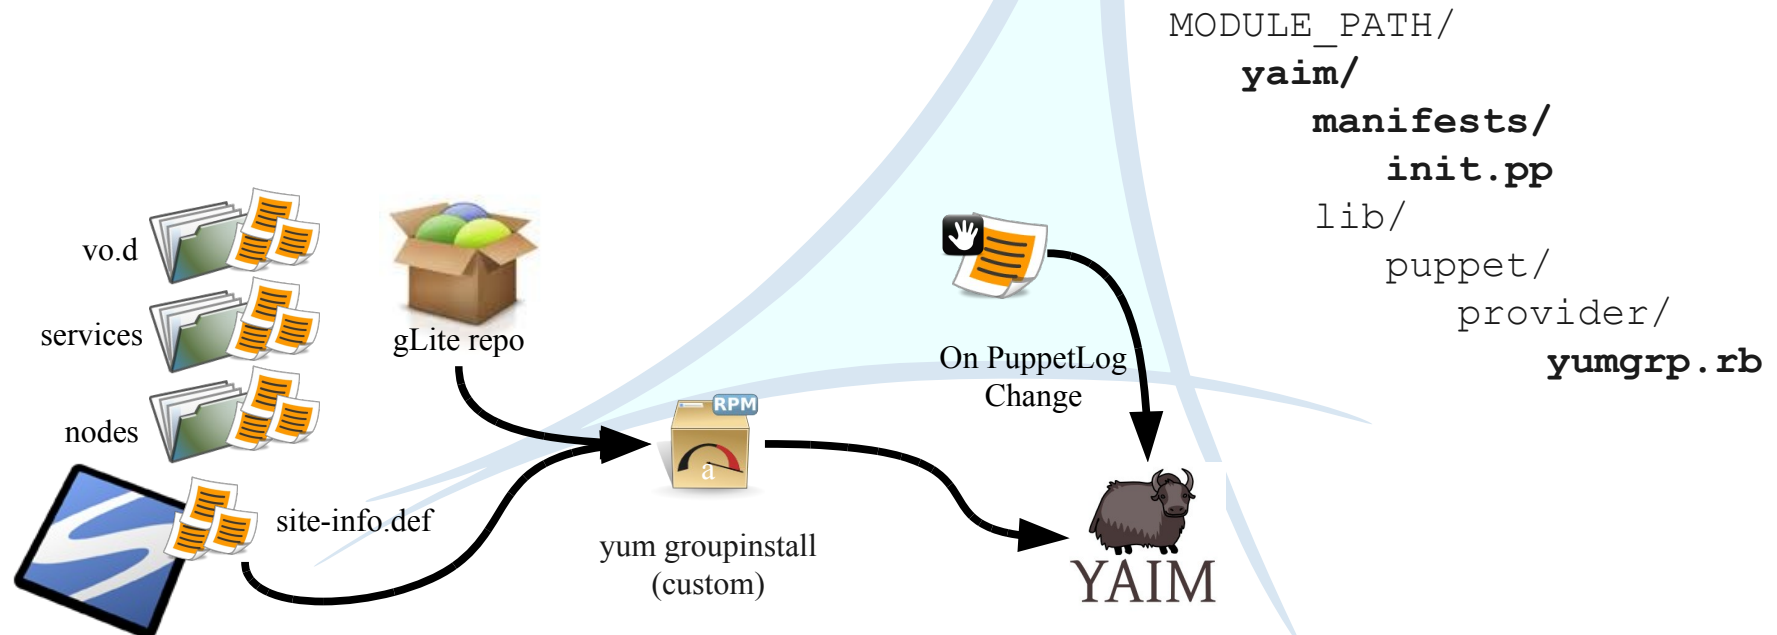 MODULE_PATH/
yaim/
manifests/
init.pp
lib/
puppet/
provider/
yumgrp.rb
vo.d
services
nodes
site-info.def
gLite repo
RPM
a
yum groupinstall
(custom)
On PuppetLog
Change
YAIM